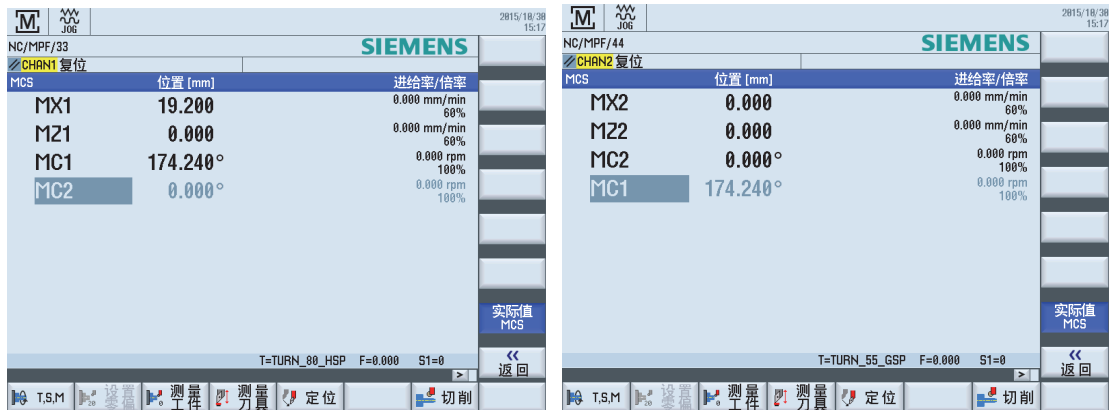 M JOG
2015/10/30
15:17
NC/MPF/33
SIEMENS
CHAN1 复位
MCS 位置 [mm] 进给率/倍率
MX1 19.200 0.000 mm/min
60%
MZ1 0.000 0.000 mm/min
60%
MC1 174.240° 0.000 rpm
100%
MC2 0.000° 0.000 rpm
100%
实际值
MCS
T=TURN_80_HSP F=0.000 S1=0
«
返回
>
T,S,M 设置零偏 测量工件 测量刀具 定位 切削
M JOG
2015/10/30
15:17
NC/MPF/44
SIEMENS
CHAN2 复位
MCS 位置 [mm] 进给率/倍率
MX2 0.000 0.000 mm/min
60%
MZ2 0.000 0.000 mm/min
60%
MC2 0.000° 0.000 rpm
100%
MC1 174.240° 0.000 rpm
100%
实际值
MCS
T=TURN_55_GSP F=0.000 S1=0
«
返回
>
T,S,M 设置零偏 测量工件 测量刀具 定位 切削